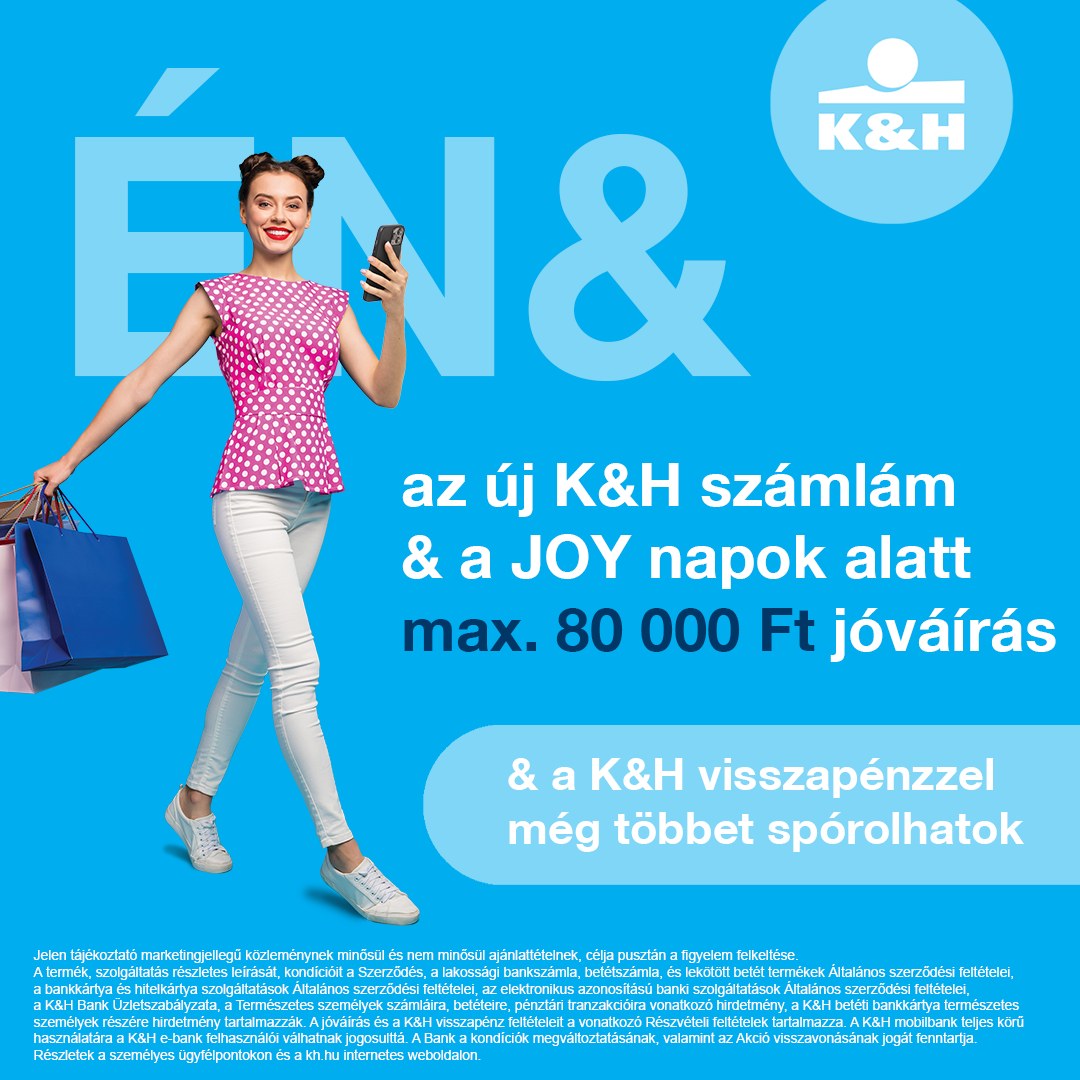 K&H
ÉN&
az új K&H számlám
& a JOY napok alatt
max. 80 000 Ft jóváírás
& a K&H visszapénzzel
még többet spórolhatok
Jelen tájékoztató marketingjellegű közleménynek minősül és nem minősül ajánlattételnek, célja pusztán a figyelem felkeltése.
A termék, szolgáltatás részletes leírását, kondícióit a Szerződés, a lakossági bankszámla, betétszámla, és lekötött betét termékek Általános szerződési feltételei,
a bankkártya és hitelkártya szolgáltatások Általános szerződési feltételei, az elektronikus azonosítású banki szolgáltatások Általános szerződési feltételei,
a K&H Bank Üzletszabályzata, a Természetes személyek számláira, betéteire, pénztári tranzakcióira vonatkozó hirdetmény, a K&H betéti bankkártya természetes
személyek részére hirdetmény tartalmazzák. A jóváírás és a K&H visszapénz feltételeit a vonatkozó Részvételi feltételek tartalmazza. A K&H mobilbank teljes körű
használatára a K&H e-bank felhasználói válhatnak jogosulttá. A Bank a kondíciók megváltoztatásának, valamint az Akció visszavonásának jogát fenntartja.
Részletek a személyes ügyfélpontokon és a kh.hu internetes weboldalon.